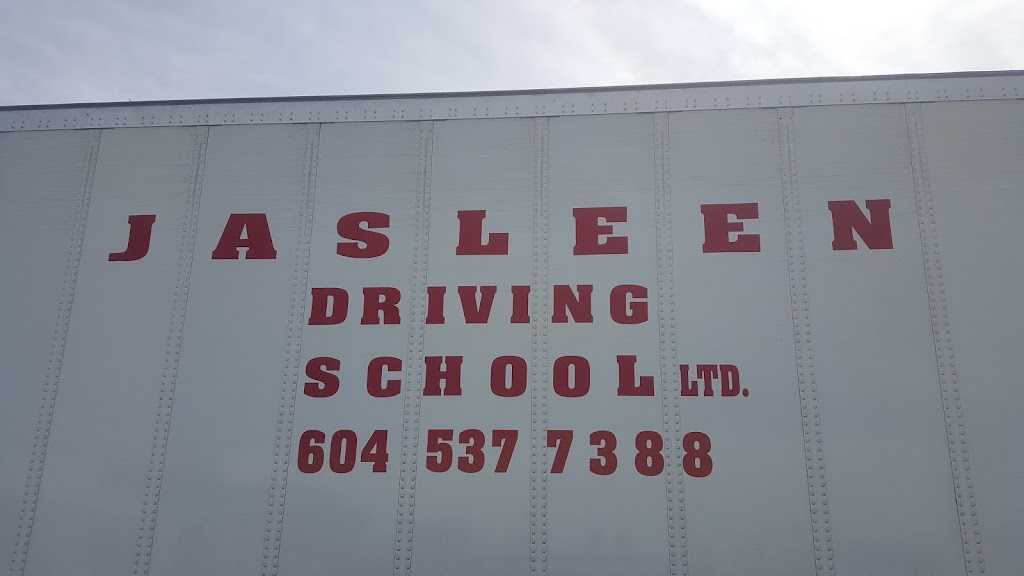 JASLEEN
DRIVING
SCHOOL LTD.
604 537 7388